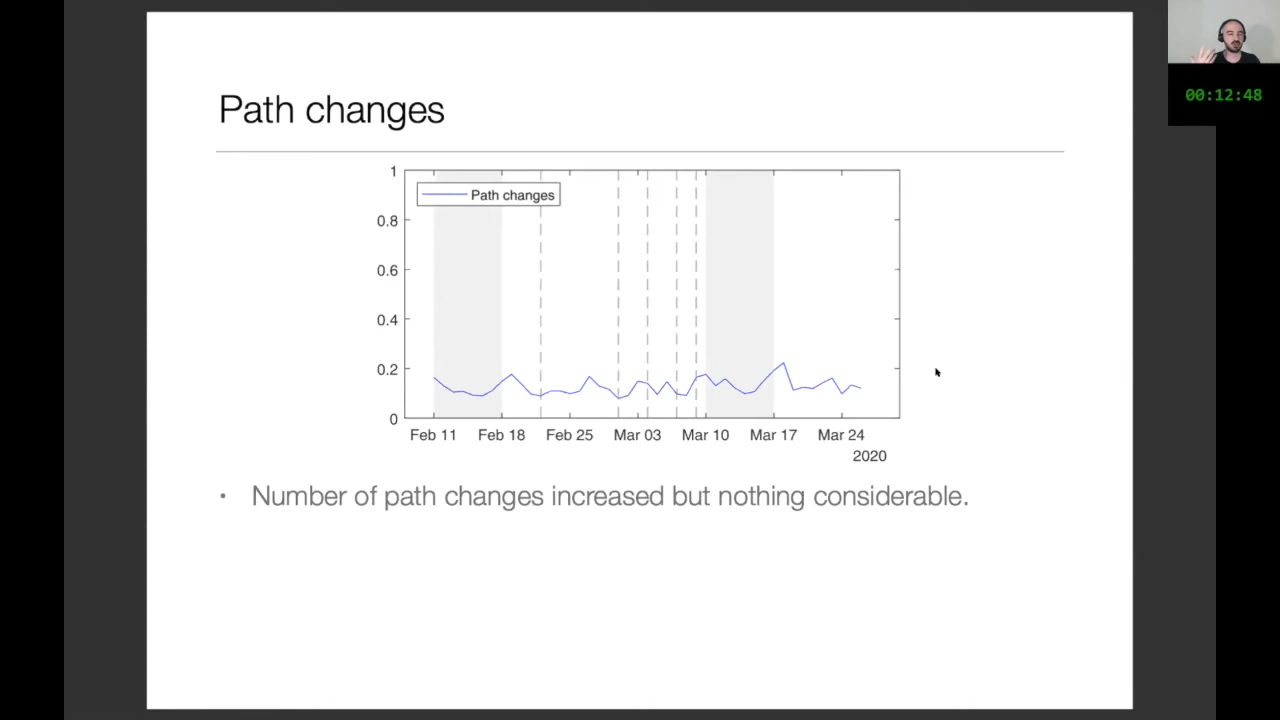 00:12:48
Path changes
1
Path changes
0.8
0.6
0.4
0.2
0
Feb 11 Feb 18 Feb 25 Mar 03 Mar 10 Mar 17 Mar 24
2020
• Number of path changes increased but nothing considerable.